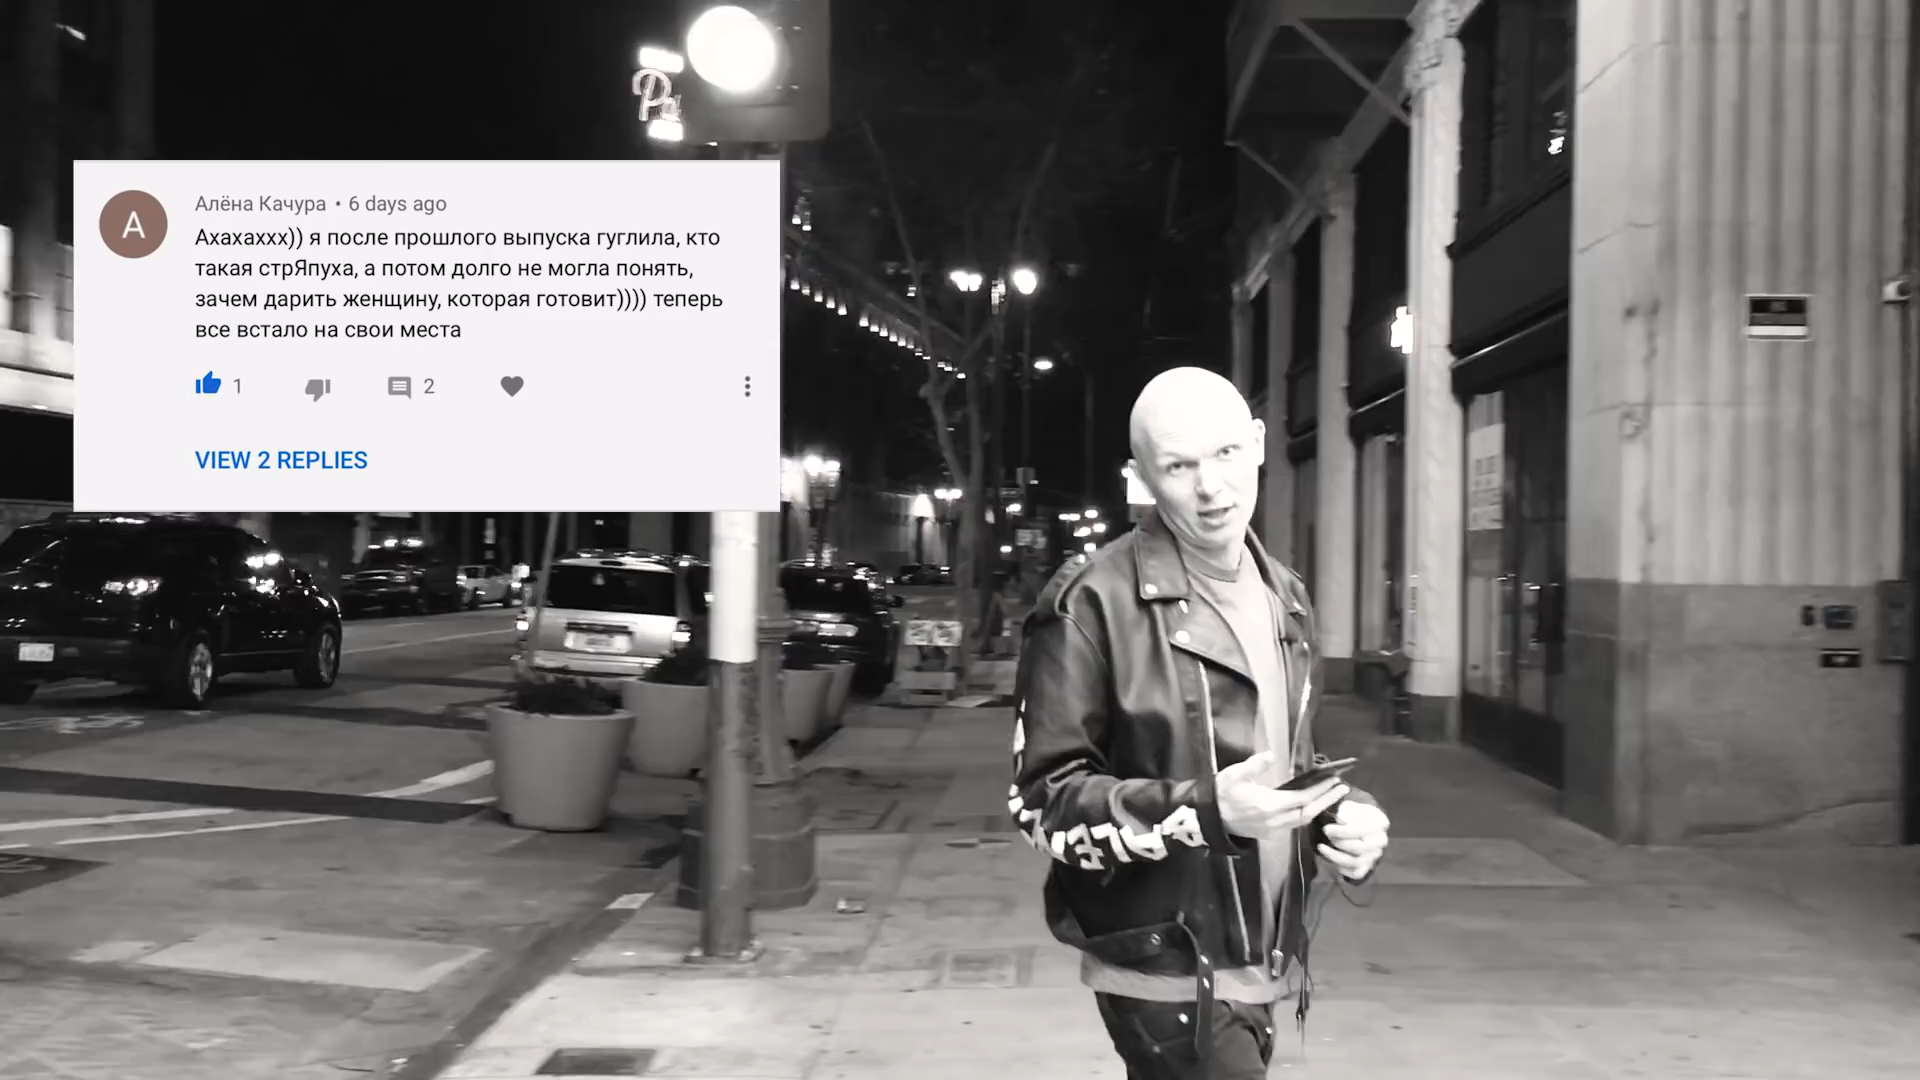 Алёна Качура • 6 days ago
Ахахаххх)) я после прошлого выпуска гуглила, кто
такая стрЯпуха, а потом долго не могла понять,
зачем дарить женщину, которая готовит)))) теперь
все встало на свои места
1
2
VIEW 2 REPLIES
A